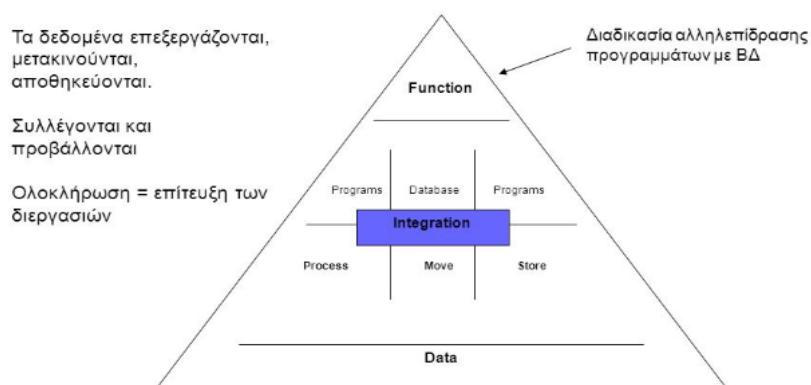 Τα δεδομένα επεξεργάζονται,
μετακινούνται,
αποθηκεύονται.
Συλλέγονται και
προβάλλονται
Ολοκλήρωση = επίτευξη των
διεργασιών
Διαδικασία αλληλεπίδρασης
προγραμμάτων με ΒΔ
Function
Programs Database Programs
Integration
Process Move Store
Data